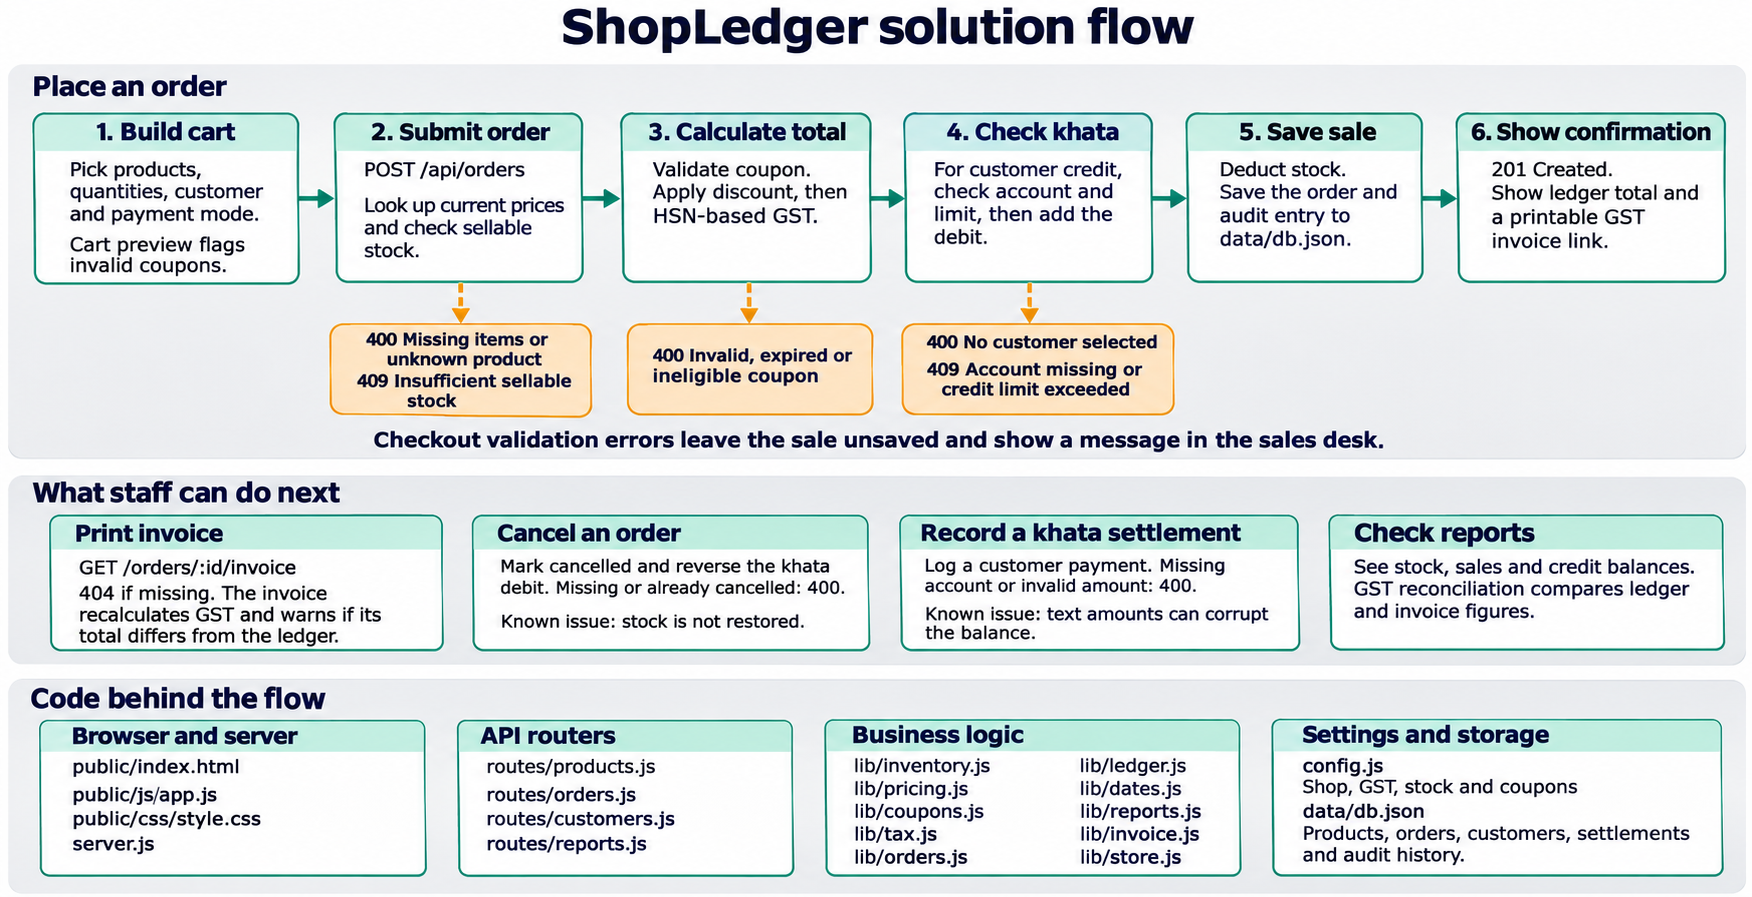 ShopLedger solution flow
Place an order
1. Build cart
Pick products,
quantities, customer
and payment mode.
Cart preview flags
invalid coupons.
2. Submit order
POST /api/orders
Look up current prices
and check sellable
stock.
3. Calculate total
Validate coupon.
Apply discount, then
HSN-based GST.
4. Check khata
For customer credit,
check account and
limit, then add the
debit.
5. Save sale
Deduct stock.
Save the order and
audit entry to
data/db.json.
6. Show confirmation
201 Created.
Show ledger total and
a printable GST
invoice link.
400 Missing items or
unknown product
409 Insufficient sellable
stock
400 Invalid, expired or
ineligible coupon
400 No customer selected
409 Account missing or
credit limit exceeded
Checkout validation errors leave the sale unsaved and show a message in the sales desk.
What staff can do next
Print invoice
GET /orders/:id/invoice
404 if missing. The invoice
recalculates GST and warns if its
total differs from the ledger.
Cancel an order
Mark cancelled and reverse the khata
debit. Missing or already cancelled: 400.
Known issue: stock is not restored.
Record a khata settlement
Log a customer payment. Missing
account or invalid amount: 400.
Known issue: text amounts can corrupt
the balance.
Check reports
See stock, sales and credit balances.
GST reconciliation compares ledger
and invoice figures.
Code behind the flow
Browser and server
public/index.html
public/js/app.js
public/css/style.css
server.js
API routers
routes/products.js
routes/orders.js
routes/customers.js
routes/reports.js
Business logic
lib/inventory.js
lib/pricing.js
lib/coupons.js
lib/tax.js
lib/orders.js
lib/ledger.js
lib/dates.js
lib/reports.js
lib/invoice.js
lib/store.js
Settings and storage
config.js
Shop, GST, stock and coupons
data/db.json
Products, orders, customers, settlements
and audit history.